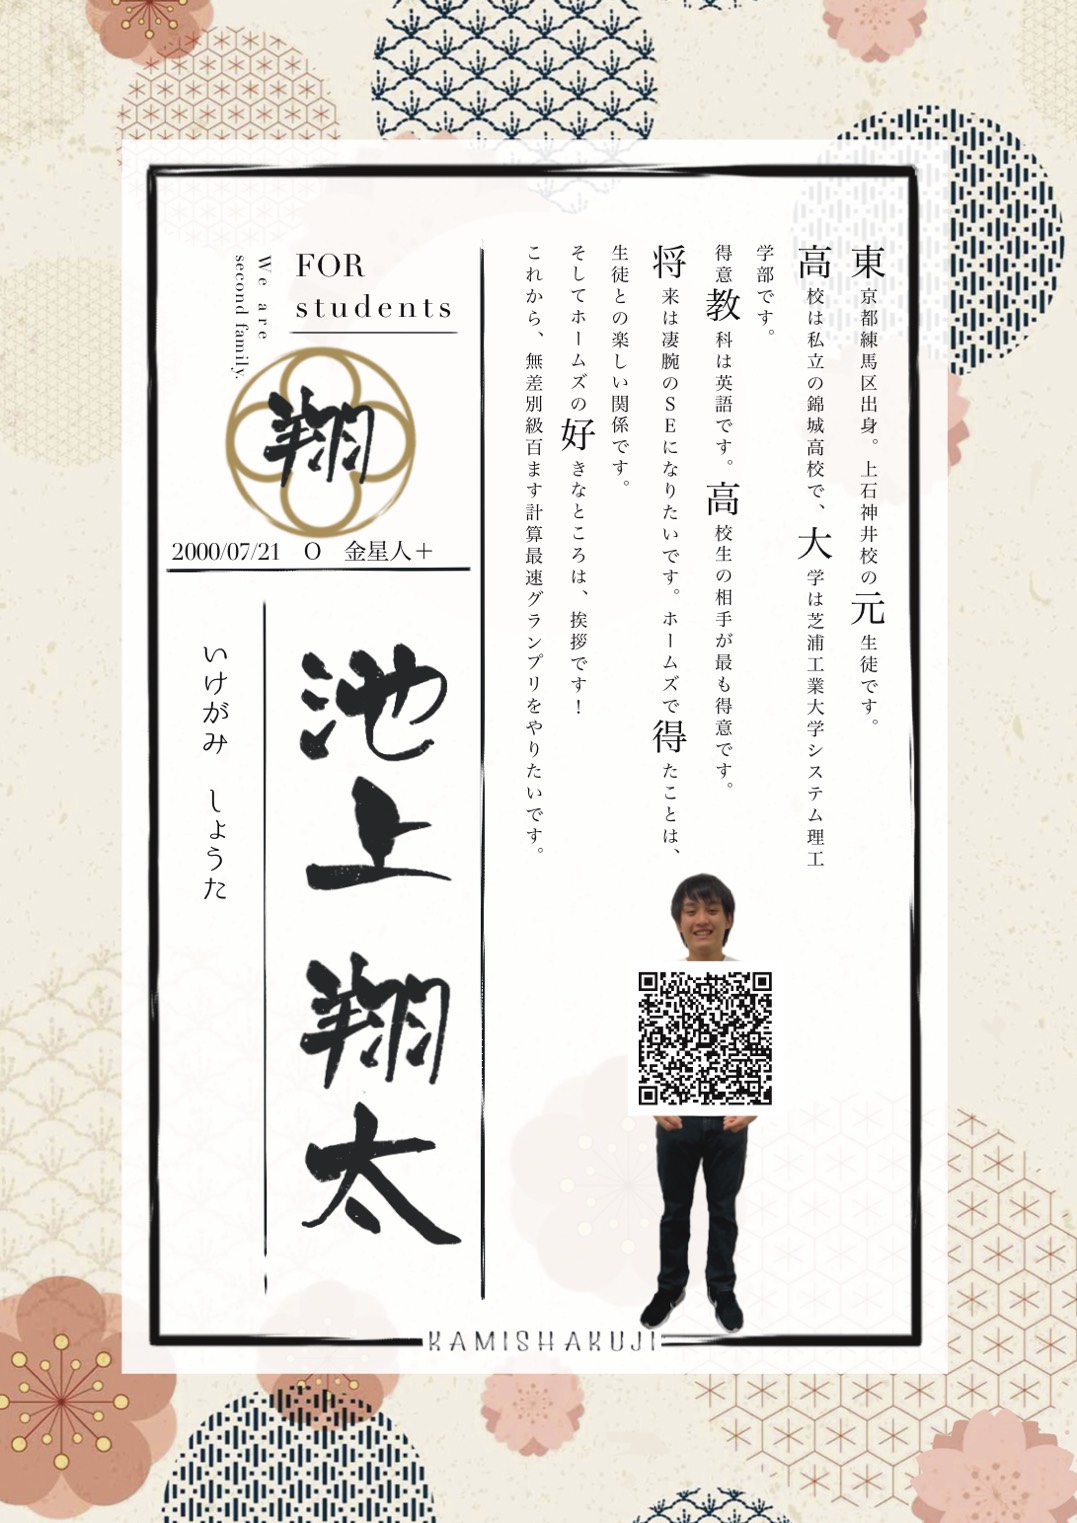 東京都練馬区出身。上石神井校の元生徒です。
高校は私立の錦城高校で、大学は芝浦工業大学システム理工
学部です。
得意教科は英語です。高校生の相手が最も得意です。
将来は凄腕のSEになりたいです。ホームズで得たことは、
生徒との楽しい関係です。
そしてホームズの好きなところは、挨拶です！
これから、無差別級百ます計算最速グランプリをやりたいです。
FOR
students
We are
second family.
翔
2000/07/21 O 金星人＋
池上 翔太
いけがみ しょうた
KAMISHAKUJI